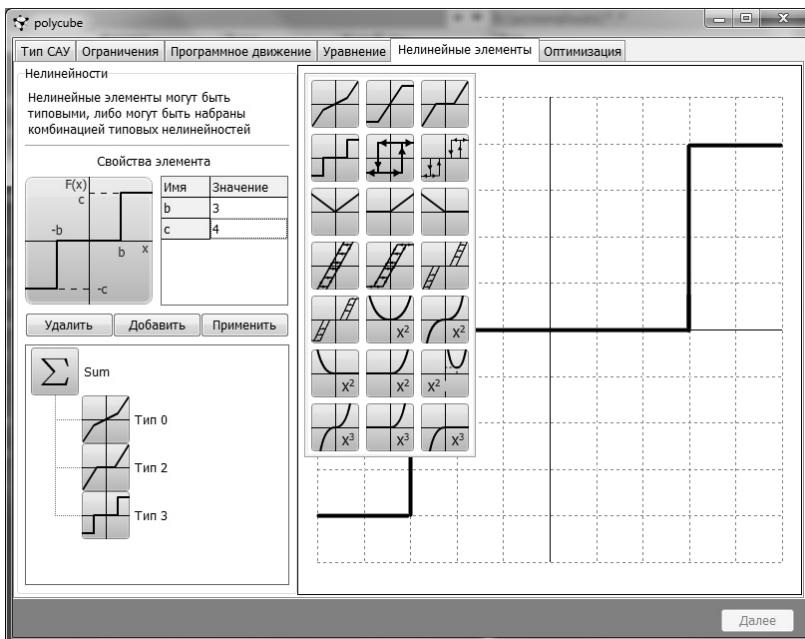 polycube
Тип САУ Ограничения Программное движение Уравнение Нелинейные элементы Оптимизация
Нелинейности
Нелинейные элементы могут быть
типовыми, либо могут быть набраны
комбинацией типовых нелинейностей
Свойства элемента
F(x)
c
-b
b
x
-c
Имя Значение
b 3
c 4
Удалить Добавить Применить
Sum
Тип 0
Тип 2
Тип 3
X² X²
X² X² X²
X³ X³ X³
Далее